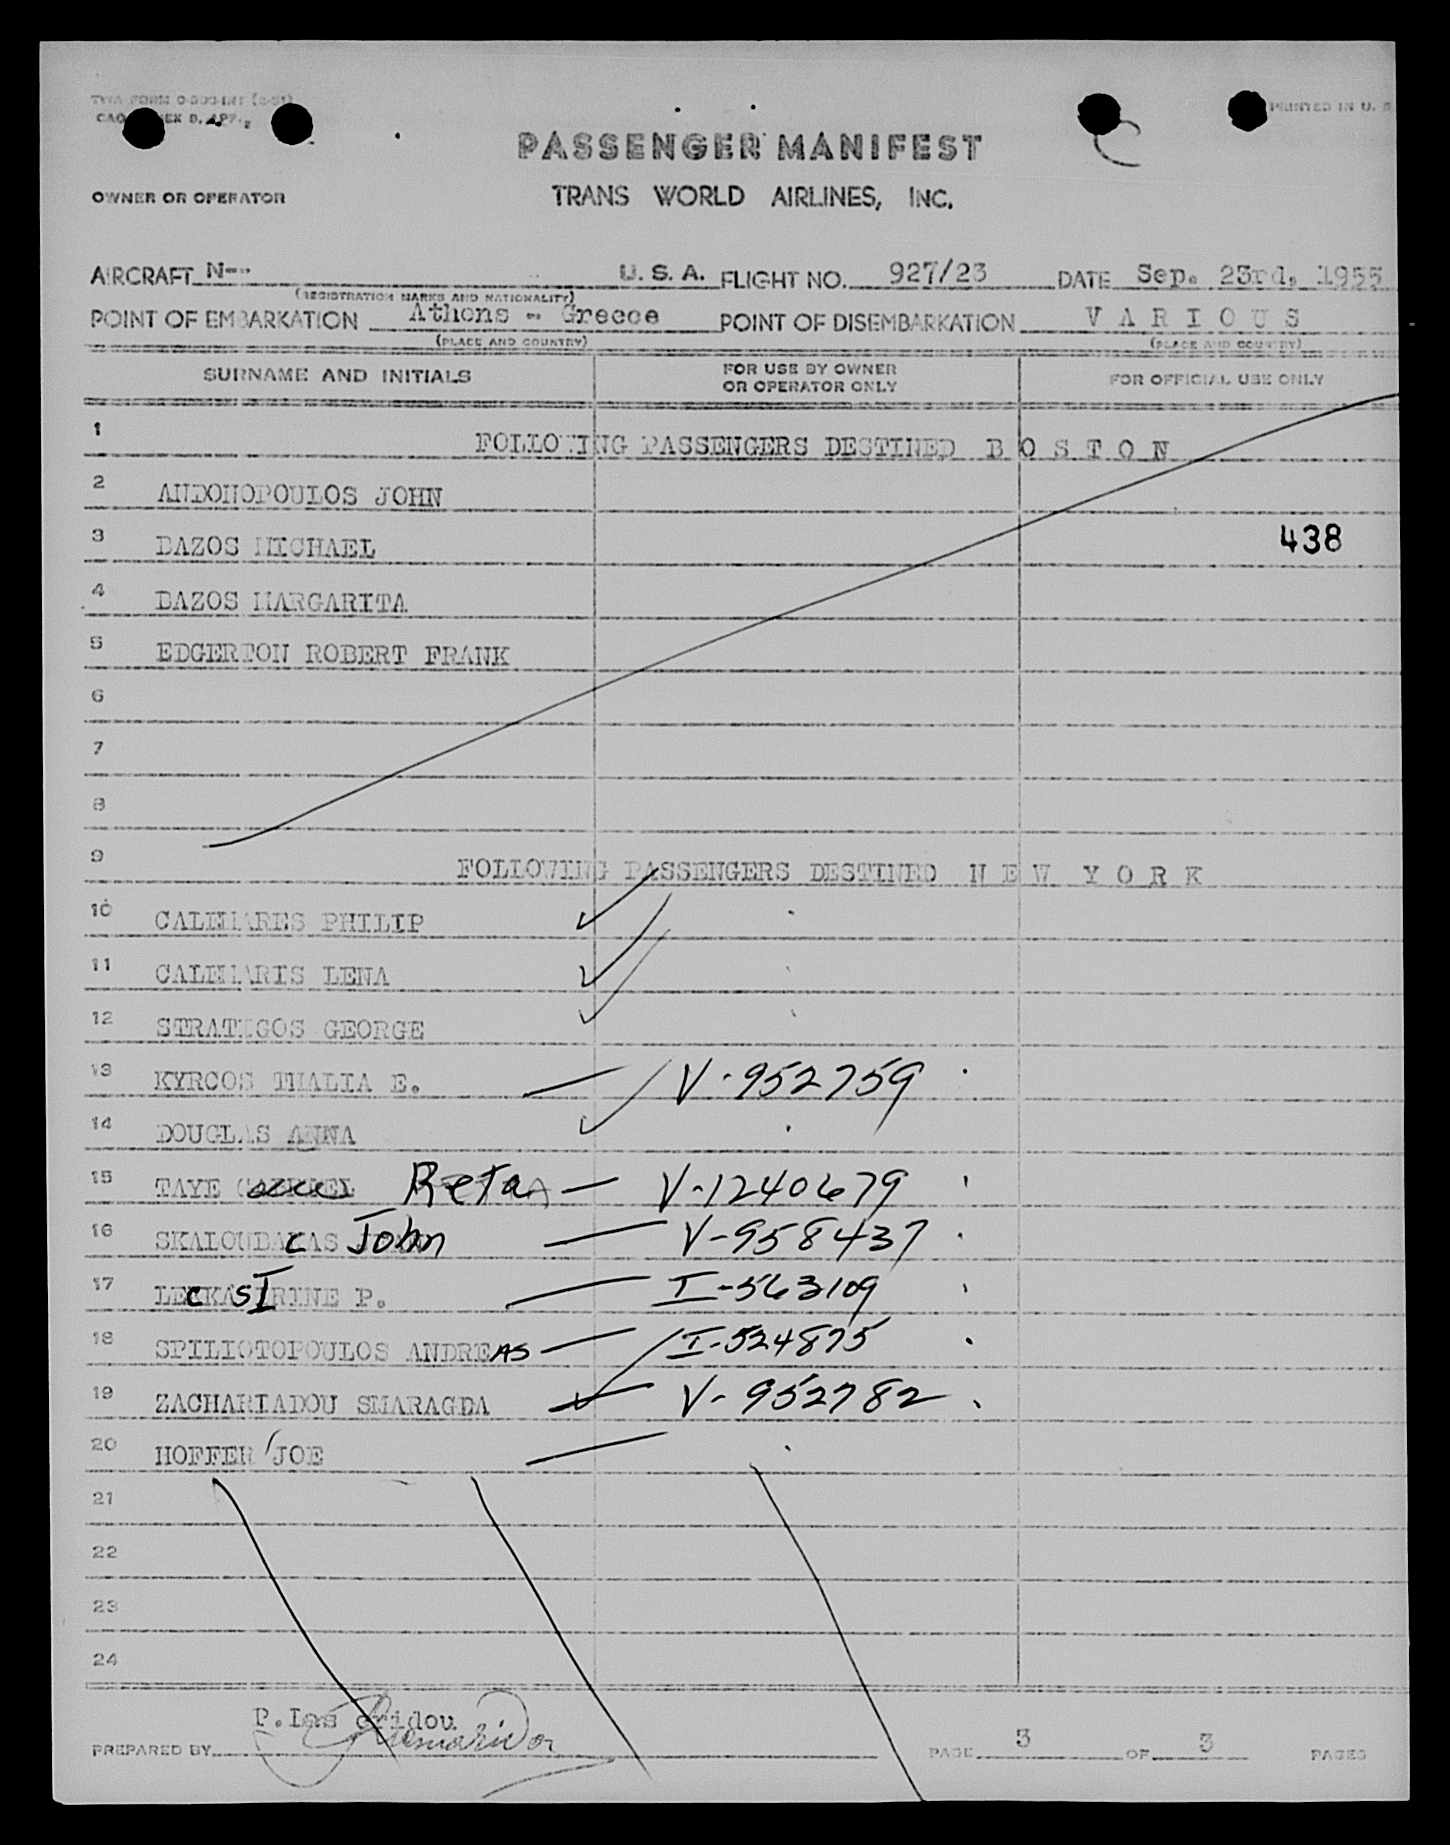 TWA FORM
PRINTED IN U. S
PASSENGER MANIFEST
OWNER OR OPERATOR
TRANS WORLD AIRLINES, INC.
AIRCRAFT N-- U. S. A. FLIGHT NO. 927/23 DATE Sep. 23rd, 1955
(REGISTRATION MARKS AND NATIONALITY)
POINT OF EMBARKATION Athens - Greece POINT OF DISEMBARKATION V A R I O U S
(PLACE AND COUNTRY) (PLACE AND COUNTRY)
SURNAME AND INITIALS FOR USE BY OWNER OR OPERATOR ONLY FOR OFFICIAL USE ONLY
1 FOLLOWING PASSENGERS DESTINED B O S T O N
2 ANDONOPOULOS JOHN
3 DAZOS MICHAEL 438
4 DAZOS MARGARITA
5 EDGERTON ROBERT FRANK
6
7
8
9 FOLLOWING PASSENGERS DESTINED N E W Y O R K
10 PHILIP
11 LENA
12 GEORGE
13 KYRCOS THALIA E. V-952759
14 DOUGLAS ANNA
15 TAYE Reta V-1240679
16 John V-958437
17 P. I-563109
18 SPILIOTOPOULOS ANDREAS I-524875
19 ZACHARIADOU SMARAGDA V-952782
20 HOFFER JOE
21
22
23
24
PREPARED BY PAGE 3 OF 3 PAGES